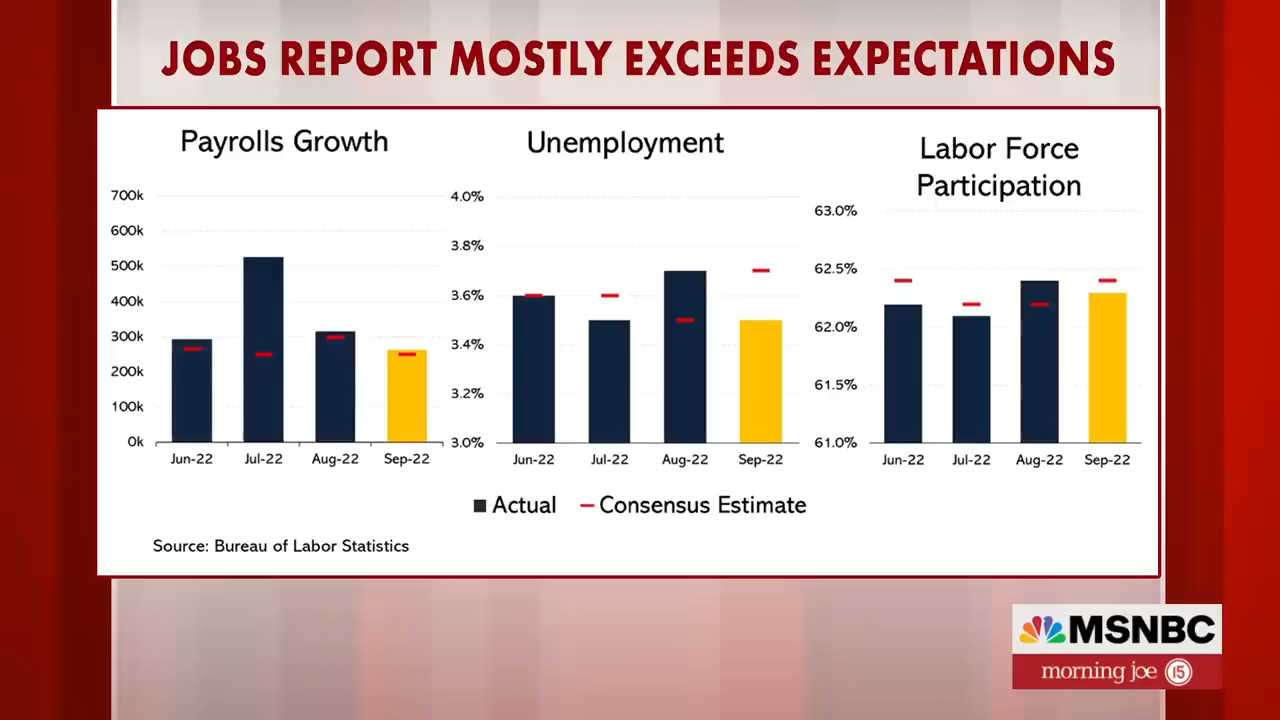 JOBS REPORT MOSTLY EXCEEDS EXPECTATIONS
Payrolls Growth
700k
600k
500k
400k
300k
200k
100k
0k
Jun-22 Jul-22 Aug-22 Sep-22
Unemployment
4.0%
3.8%
3.6%
3.4%
3.2%
3.0%
Jun-22 Jul-22 Aug-22 Sep-22
Labor Force
Participation
63.0%
62.5%
62.0%
61.5%
61.0%
Jun-22 Jul-22 Aug-22 Sep-22
Actual Consensus Estimate
Source: Bureau of Labor Statistics
MSNBC
morning joe 15